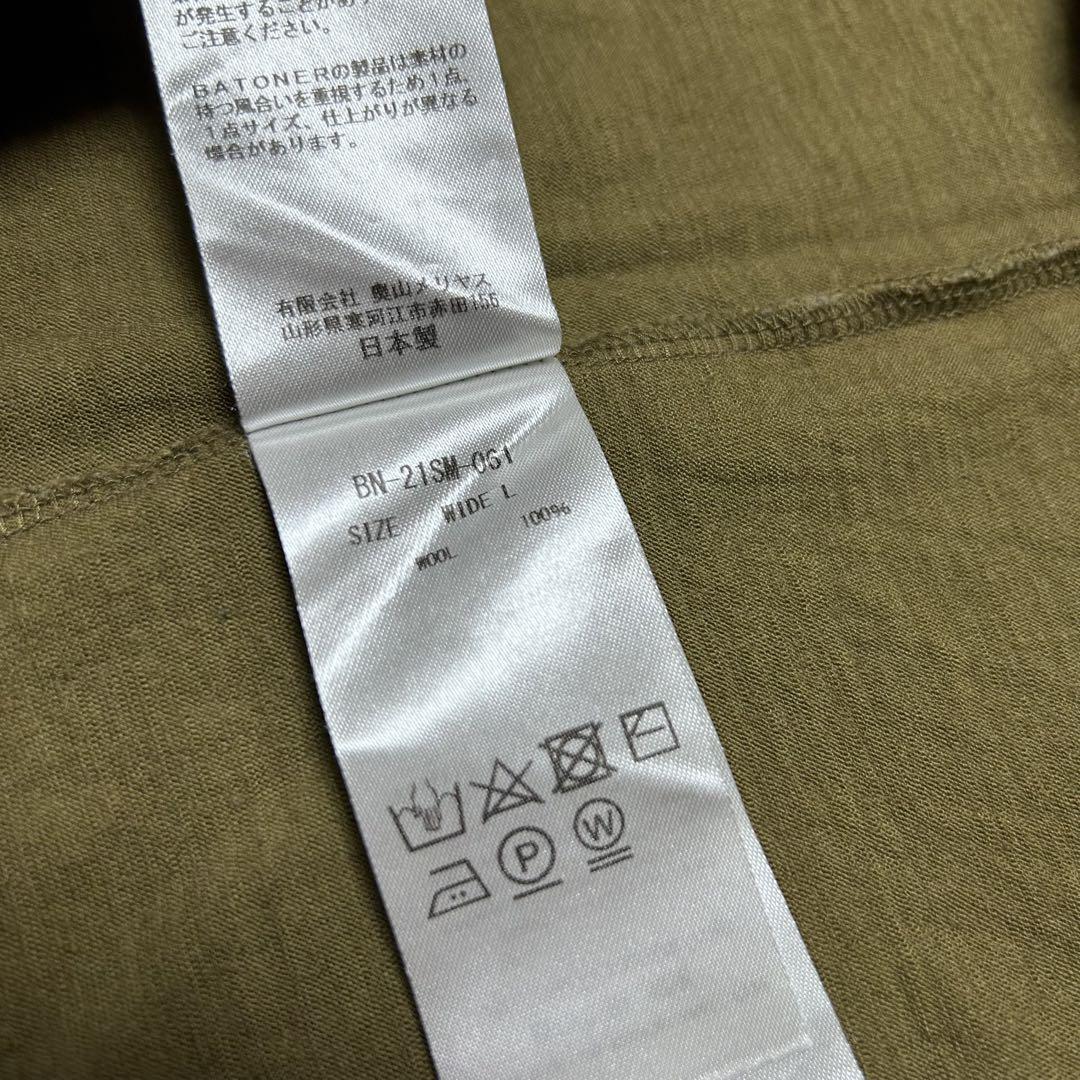 が発生することがあ
ご注意ください。
BATONERの製品は素材の
持つ風合いを重視するため1点、
1点サイズ、仕上がりが異なる
場合があります。
有限会社 奥山メリヤス
山形県寒河江市赤田155
日本製
BN-21SM-061
SIZE WIDE L
WOOL 100%
P
W